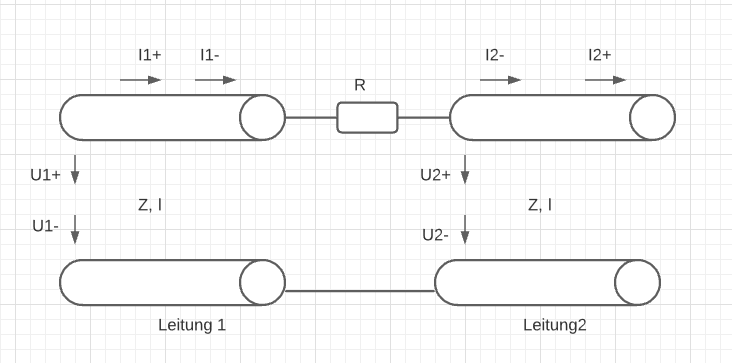 I1+ I1- I2- I2+
R
U1+ U2+
Z, l Z, l
U1- U2-
Leitung 1 Leitung2